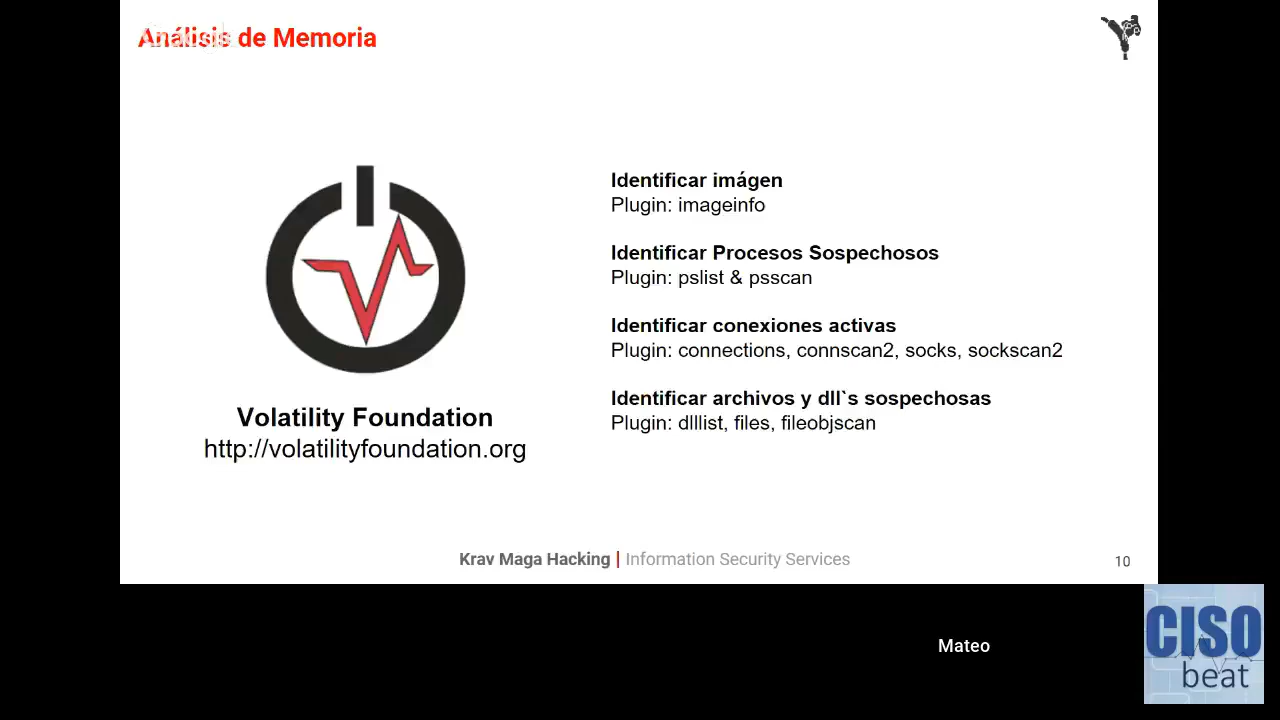 Análisis de Memoria
Identificar imágen
Plugin: imageinfo
Identificar Procesos Sospechosos
Plugin: pslist & psscan
Identificar conexiones activas
Plugin: connections, connscan2, socks, sockscan2
Identificar archivos y dll`s sospechosas
Plugin: dlllist, files, fileobjscan
Volatility Foundation
http://volatilityfoundation.org
Krav Maga Hacking | Information Security Services
10
Mateo
CISO
beat